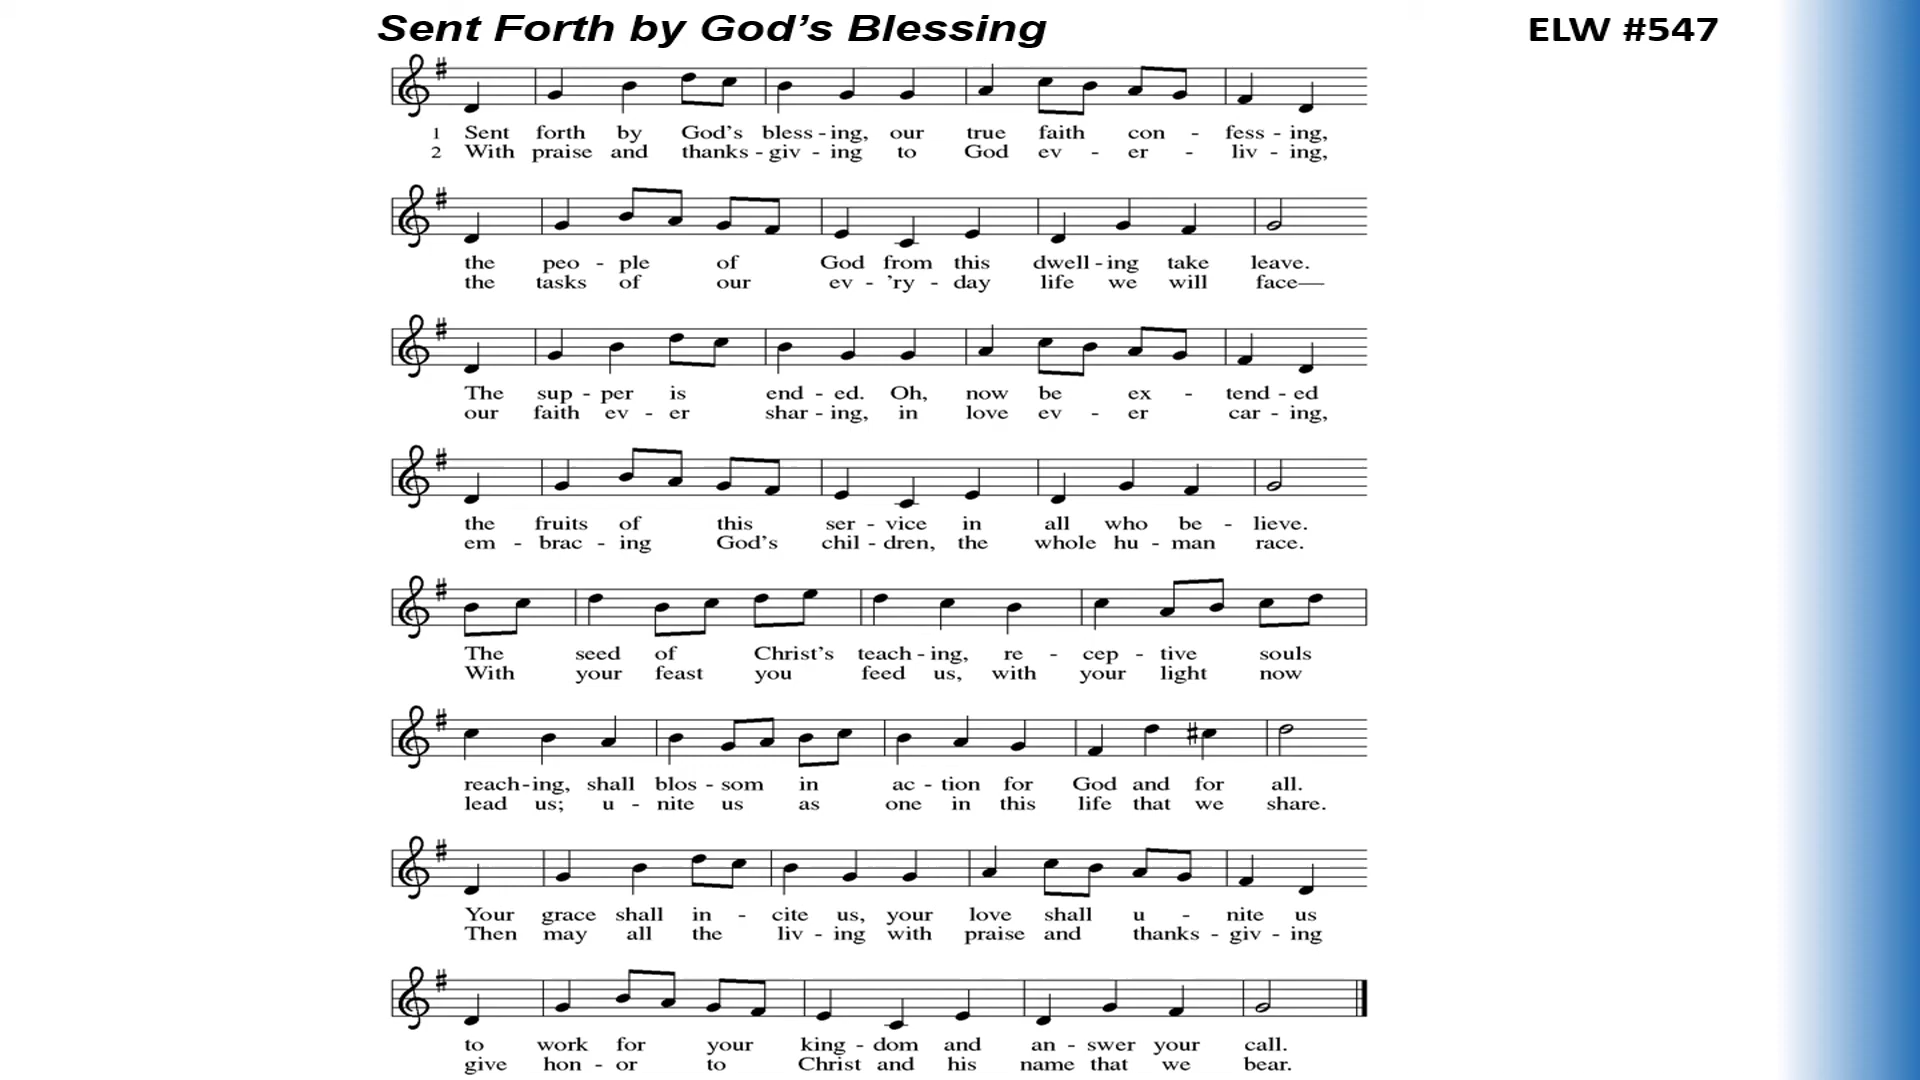 Sent Forth by God's Blessing ELW #547
1 Sent forth by God's bless - ing, our true faith con - fess - ing,
2 With praise and thanks - giv - ing to God ev - er - liv - ing,
the peo - ple of God from this dwell - ing take leave.
the tasks of our ev - 'ry - day life we will face—
The sup - per is end - ed. Oh, now be ex - tend - ed
our faith ev - er shar - ing, in love ev - er car - ing,
the fruits of this ser - vice in all who be - lieve.
em - brac - ing God's chil - dren, the whole hu - man race.
The seed of Christ's teach - ing, re - cep - tive souls
With your feast you feed us, with your light now
reach - ing, shall blos - som in ac - tion for God and for all.
lead us; u - nite us as one in this life that we share.
Your grace shall in - cite us, your love shall u - nite us
Then may all the liv - ing with praise and thanks - giv - ing
to work for your king - dom and an - swer your call.
give hon - or to Christ and his name that we bear.